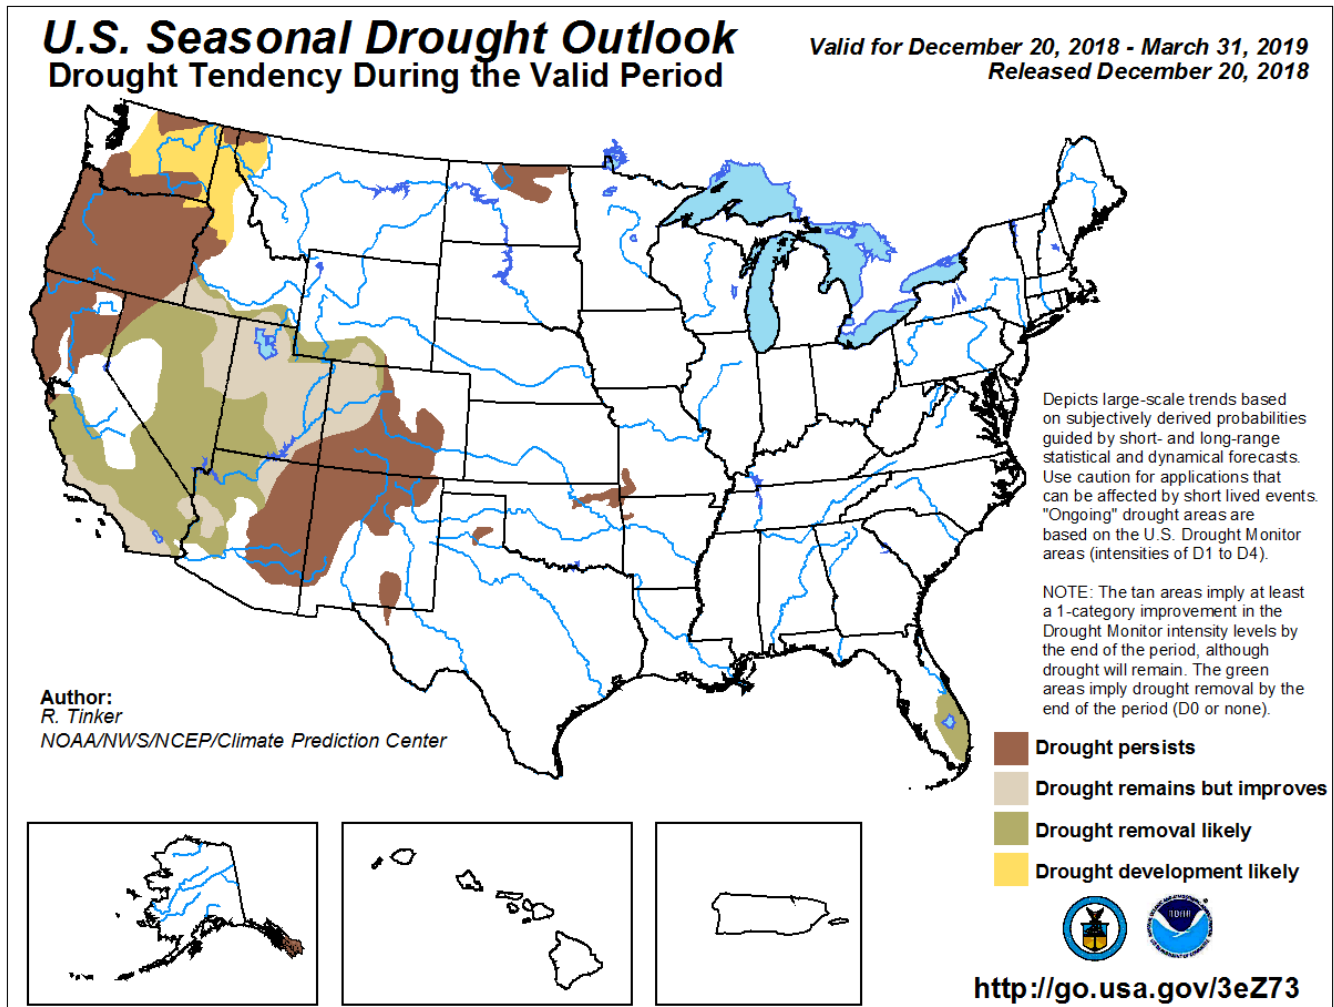 U.S. Seasonal Drought Outlook
Drought Tendency During the Valid Period
Valid for December 20, 2018 - March 31, 2019
Released December 20, 2018
Depicts large-scale trends based
on subjectively derived probabilities
guided by short- and long-range
statistical and dynamical forecasts.
Use caution for applications that
can be affected by short lived events.
"Ongoing" drought areas are
based on the U.S. Drought Monitor
areas (intensities of D1 to D4).
NOTE: The tan areas imply at least
a 1-category improvement in the
Drought Monitor intensity levels by
the end of the period, although
drought will remain. The green
areas imply drought removal by the
end of the period (D0 or none).
Author:
R. Tinker
NOAA/NWS/NCEP/Climate Prediction Center
Drought persists
Drought remains but improves
Drought removal likely
Drought development likely
http://go.usa.gov/3eZ73